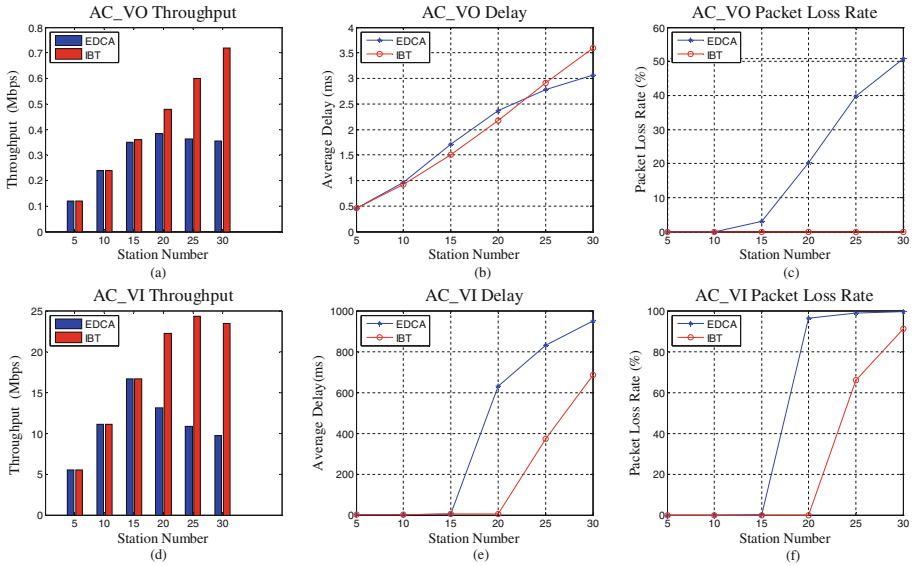 AC_VO Throughput
0.8
0.7
0.6
0.5
0.4
0.3
0.2
0.1
0
Throughput (Mbps)
EDCA
IBT
5 10 15 20 25 30
Station Number
(a)
AC_VO Delay
4
3.5
3
2.5
2
1.5
1
0.5
0
Average Delay (ms)
EDCA
IBT
5 10 15 20 25 30
Station Number
(b)
AC_VO Packet Loss Rate
60
50
40
30
20
10
0
Packet Loss Rate (%)
EDCA
IBT
5 10 15 20 25 30
Station Number
(c)
AC_VI Throughput
25
20
15
10
5
0
Throughput (Mbps)
EDCA
IBT
5 10 15 20 25 30
Station Number
(d)
AC_VI Delay
1000
800
600
400
200
0
Average Delay(ms)
EDCA
IBT
5 10 15 20 25 30
Station Number
(e)
AC_VI Packet Loss Rate
100
80
60
40
20
0
Packet Loss Rate (%)
EDCA
IBT
5 10 15 20 25 30
Station Number
(f)